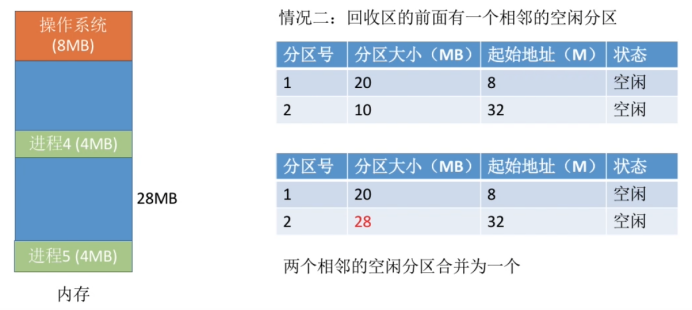 操作系统
(8MB)
进程4 (4MB)
28MB
进程5 (4MB)
内存
情况二：回收区的前面有一个相邻的空闲分区
分区号 分区大小（MB） 起始地址（M） 状态
1 20 8 空闲
2 10 32 空闲
分区号 分区大小（MB） 起始地址（M） 状态
1 20 8 空闲
2 28 32 空闲
两个相邻的空闲分区合并为一个